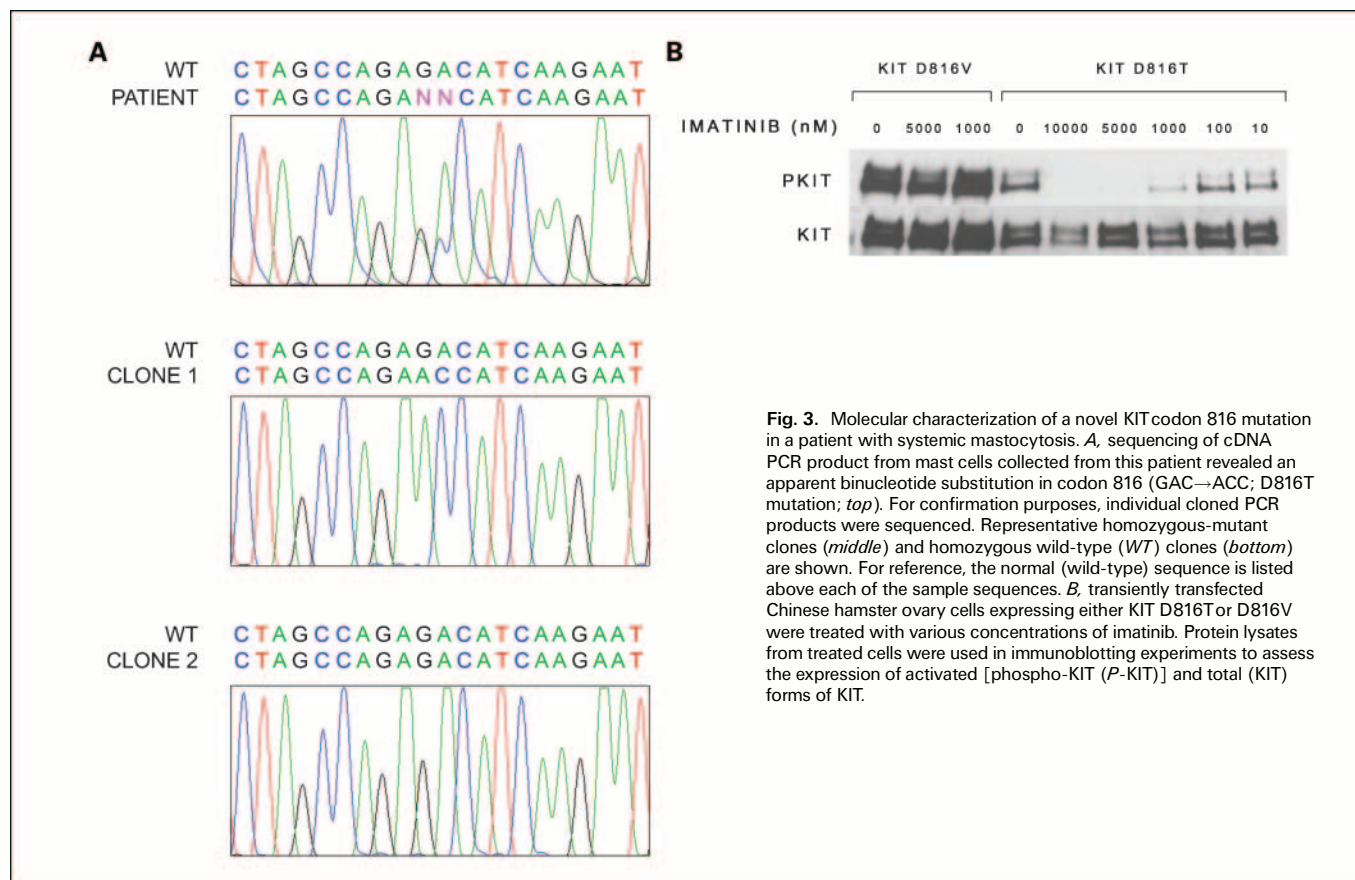 A
WT CTAGCCAGAGACATCAAGAAT
PATIENT CTAGCCAGANNCATCAAGAAT
WT CTAGCCAGAGACATCAAGAAT
CLONE 1 CTAGCCAGAACCATCAAGAAT
WT CTAGCCAGAGACATCAAGAAT
CLONE 2 CTAGCCAGAGACATCAAGAAT
B
KIT D816V KIT D816T
IMATINIB (nM) 0 5000 1000 0 10000 5000 1000 100 10
PKIT
KIT
Fig. 3. Molecular characterization of a novel KIT codon 816 mutation
in a patient with systemic mastocytosis. A, sequencing of cDNA
PCR product from mast cells collected from this patient revealed an
apparent binucleotide substitution in codon 816 (GAC→ACC; D816T
mutation; top). For confirmation purposes, individual cloned PCR
products were sequenced. Representative homozygous-mutant
clones (middle) and homozygous wild-type (WT) clones (bottom)
are shown. For reference, the normal (wild-type) sequence is listed
above each of the sample sequences. B, transiently transfected
Chinese hamster ovary cells expressing either KIT D816T or D816V
were treated with various concentrations of imatinib. Protein lysates
from treated cells were used in immunoblotting experiments to assess
the expression of activated [phospho-KIT (P-KIT)] and total (KIT)
forms of KIT.